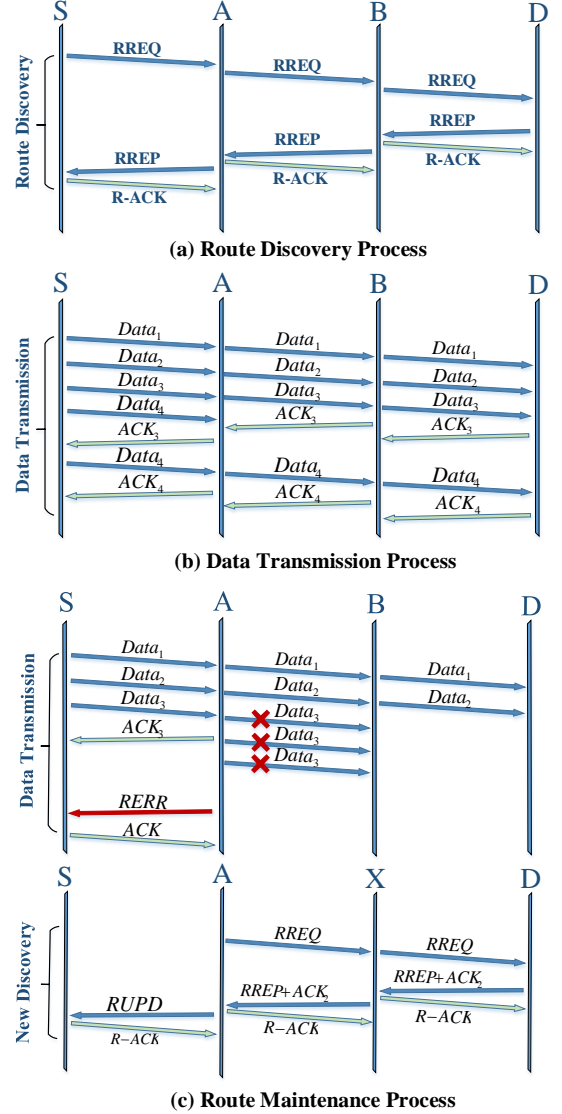 S A B D
Route Discovery
RREQ
RREQ
RREQ
RREP
RREP
RREP
R-ACK
R-ACK
R-ACK
(a) Route Discovery Process
S A B D
Data Transmission
Data₁
Data₁
Data₁
Data₂
Data₂
Data₂
Data₃
Data₃
Data₃
Data₄
ACK₃
ACK₃
ACK₃
Data₄
Data₄
Data₄
ACK₄
ACK₄
ACK₄
(b) Data Transmission Process
S A B D
Data Transmission
Data₁
Data₁
Data₁
Data₂
Data₂
Data₂
Data₃
Data₃
ACK₃
Data₃
Data₃
RERR
ACK
S A X D
New Discovery
RREQ
RREQ
RREP+ACK₂
RREP+ACK₂
RUPD
R-ACK
R-ACK
R-ACK
(c) Route Maintenance Process